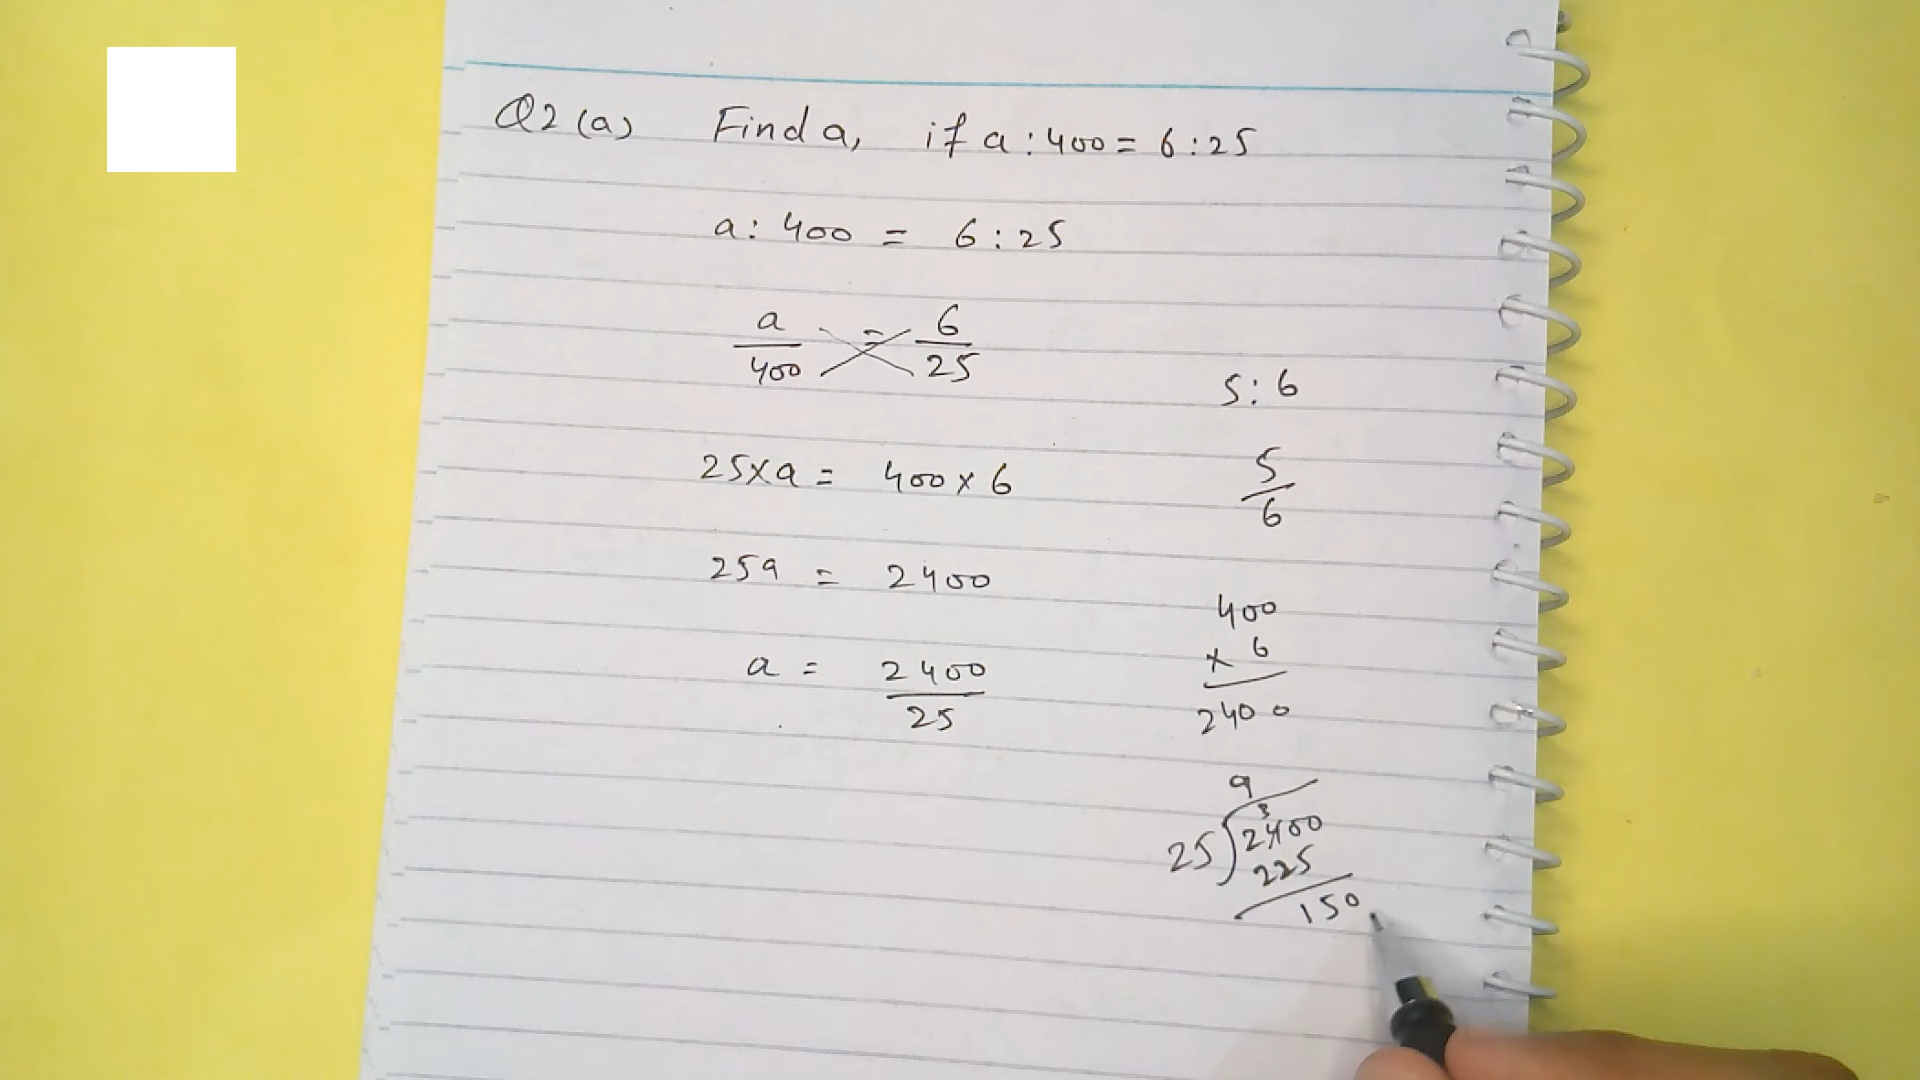 Q2 (a) Find a, if a : 400 = 6 : 25
a : 400 = 6 : 25
a/400 = 6/25
25 × a = 400 × 6
25a = 2400
a = 2400/25
5 : 6
5/6
400
× 6
2400
9
3
25 ) 2400
225
150